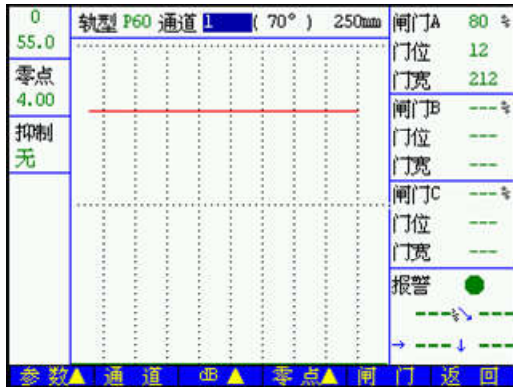 0
55.0
零点
4.00
抑制
无
轨型 P60 通道 1 ( 70° ) 250mm
闸门A 80 %
门位 12
门宽 212
闸门B --- %
门位 ---
门宽 ---
闸门C --- %
门位 ---
门宽 ---
报警
--- % ↘ ---
→ --- ↓ ---
参数▲ 通道 dB▲ 零点▲ 闸门 返回